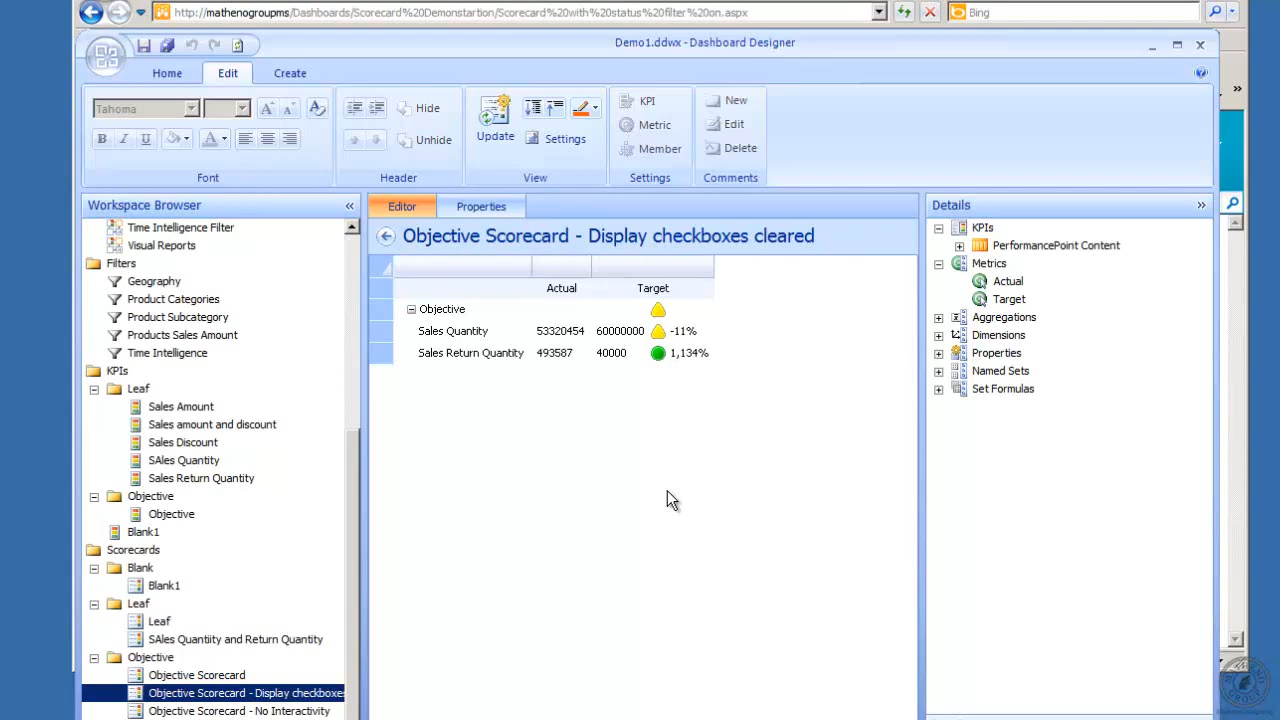 http://mathenogroupms/Dashboards/Scorecard%20Demonstartion/Scorecard%20with%20status%20filter%20on.aspx
Bing
Demo1.ddwx - Dashboard Designer
Home Edit Create
Tahoma
Hide
Unhide
Update
Settings
KPI
Metric
Member
New
Edit
Delete
Font Header View Settings Comments
Workspace Browser
Time Intelligence Filter
Visual Reports
Filters
Geography
Product Categories
Product Subcategory
Products Sales Amount
Time Intelligence
KPIs
Leaf
Sales Amount
Sales amount and discount
Sales Discount
SAles Quantity
Sales Return Quantity
Objective
Objective
Blank1
Scorecards
Blank
Blank1
Leaf
Leaf
SAles Quantiity and Return Quantity
Objective
Objective Scorecard
Objective Scorecard - Display checkboxes
Objective Scorecard - No Interactivity
Editor Properties
Objective Scorecard - Display checkboxes cleared
Actual Target
Objective
Sales Quantity 53320454 60000000 -11%
Sales Return Quantity 493587 40000 1,134%
Details
KPIs
PerformancePoint Content
Metrics
Actual
Target
Aggregations
Dimensions
Properties
Named Sets
Set Formulas